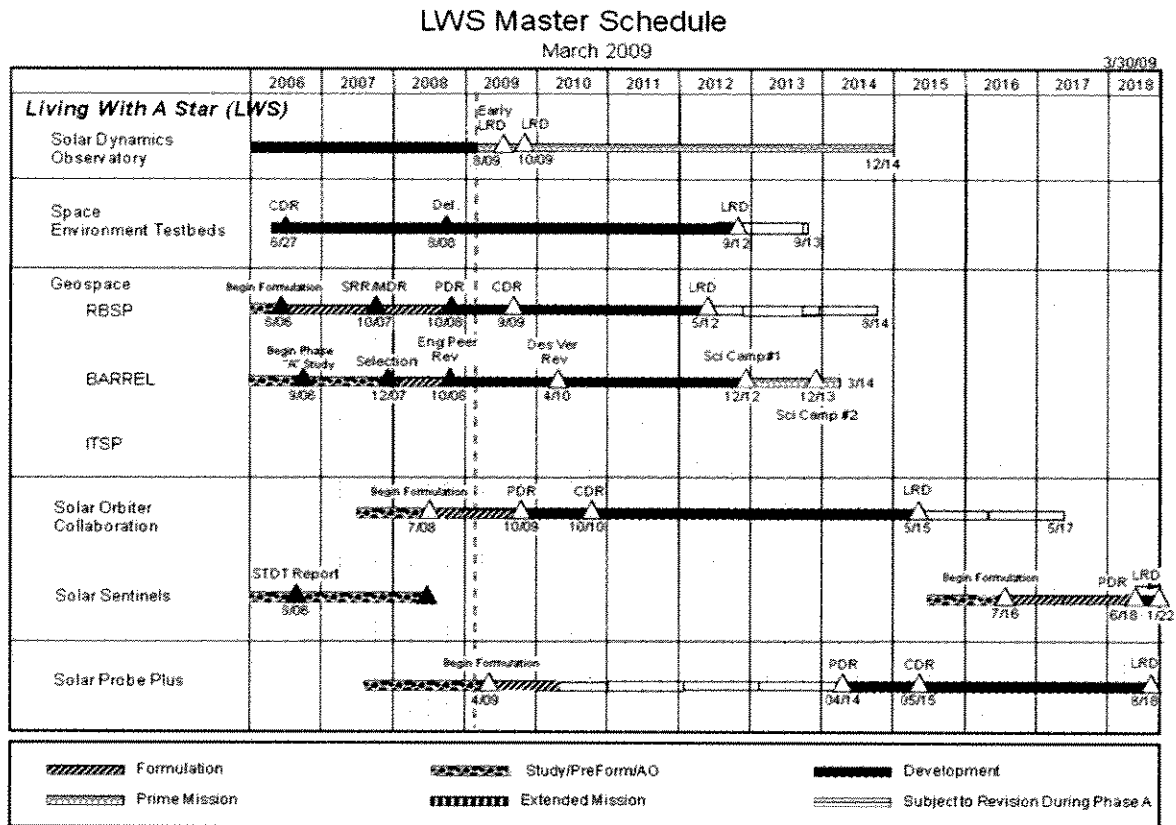 LWS Master Schedule
March 2009
3/30/09
2006 2007 2008 2009 2010 2011 2012 2013 2014 2015 2016 2017 2018
Living With A Star (LWS)
Early
LRD LRD
Solar Dynamics
Observatory
8/09 10/09 12/14
CDR Del. LRD
Space
Environment Testbeds
6/27 8/08 9/12 9/13
Geospace
Begin Formulation SRR/MDR PDR CDR LRD
RBSP
10/07 10/08 9/09 5/12 8/14
Begin Phase
"A" Study Selection Eng Peer
Rev Des Ver
Rev Sci Camp#1
BARREL
9/06 12/07 10/08 4/10 12/12 12/13 3/14
Sci Camp #2
ITSP
Begin Formulation PDR CDR LRD
Solar Orbiter
Collaboration
7/08 10/09 10/10 5/15 5/17
STDT Report Begin Formulation PDR LRD
Solar Sentinels
7/16 6/18 1/22
Begin Formulation PDR CDR LRD
Solar Probe Plus
4/09 04/14 05/15 8/18
Formulation Study/PreForm/AO Development
Prime Mission Extended Mission Subject to Revision During Phase A